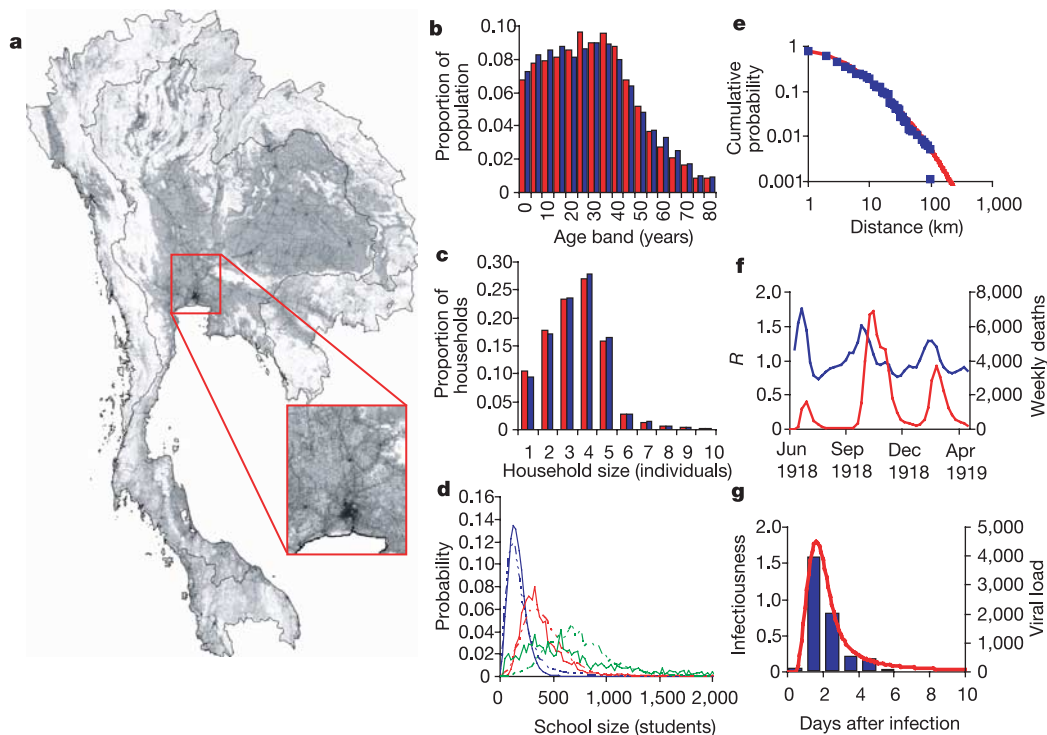 a
b
0.10
0.08
0.06
0.04
0.02
0
Proportion of
population
0
10
20
30
40
50
60
70
80
Age band (years)
c
0.30
0.25
0.20
0.15
0.10
0.05
0
Proportion of
households
1 2 3 4 5 6 7 8 9 10
Household size (individuals)
d
0.16
0.14
0.12
0.10
0.08
0.06
0.04
0.02
0
Probability
0 500 1,000 1,500 2,000
School size (students)
e
1
0.1
0.01
0.001
Cumulative
probability
1 10 100 1,000
Distance (km)
f
2.0
1.5
1.0
0.5
0
R
8,000
6,000
4,000
2,000
0
Weekly deaths
Jun Sep Dec Apr
1918 1918 1918 1919
g
2.0
1.5
1.0
0.5
0
Infectiousness
5,000
4,000
3,000
2,000
1,000
0
Viral load
0 2 4 6 8 10
Days after infection